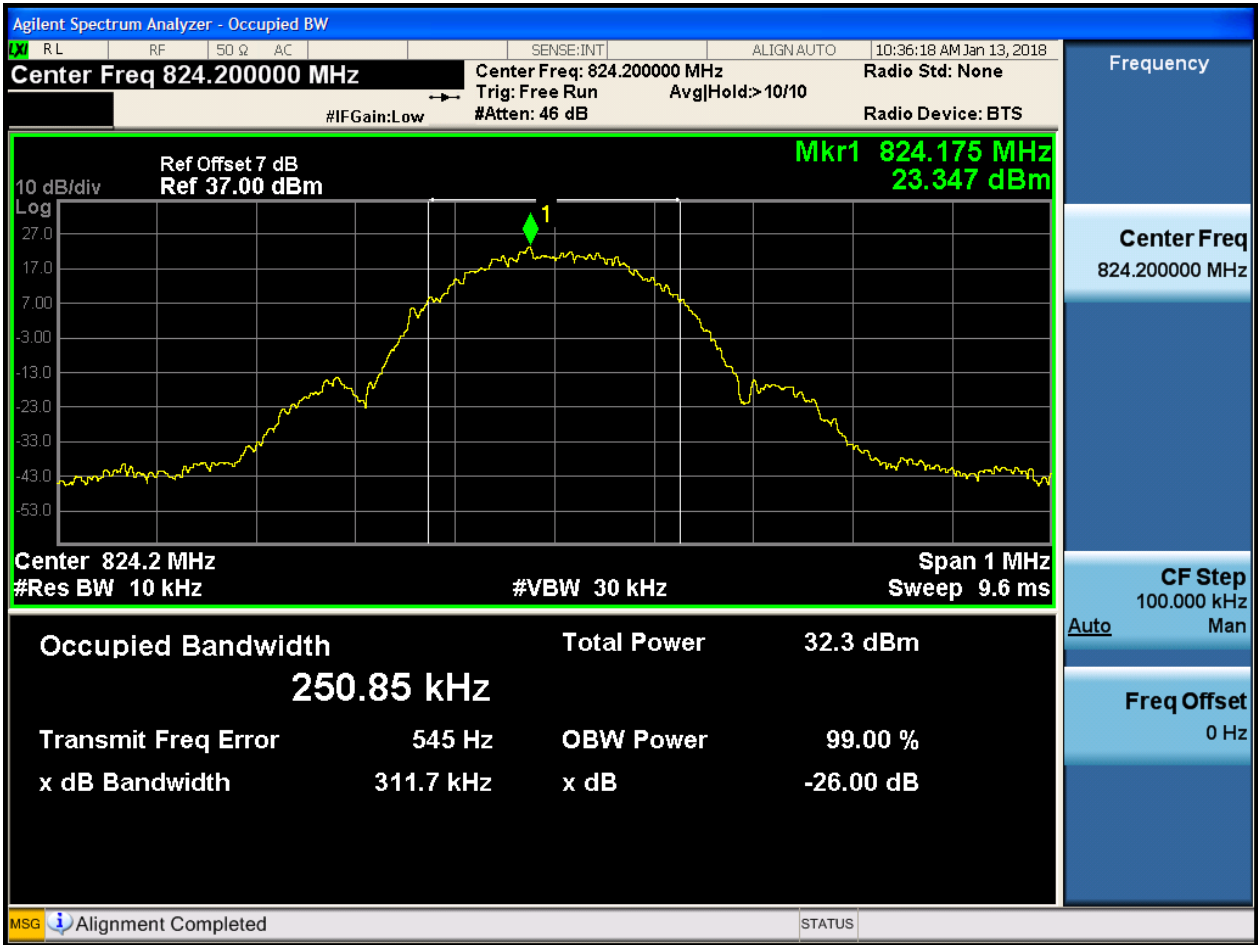 Agilent Spectrum Analyzer - Occupied BW
LXI RL RF 50 Ω AC SENSE:INT ALIGN AUTO 10:36:18 AM Jan 13, 2018
Center Freq 824.200000 MHz
Center Freq: 824.200000 MHz Radio Std: None
Trig: Free Run Avg|Hold:>10/10
#IFGain:Low #Atten: 46 dB Radio Device: BTS
Frequency
Mkr1 824.175 MHz
23.347 dBm
Ref Offset 7 dB
10 dB/div Ref 37.00 dBm
Log
1
27.0
17.0
7.00
-3.00
-13.0
-23.0
-33.0
-43.0
-53.0
Center 824.2 MHz Span 1 MHz
#Res BW 10 kHz #VBW 30 kHz Sweep 9.6 ms
Center Freq
824.200000 MHz
CF Step
100.000 kHz
Auto Man
Freq Offset
0 Hz
Occupied Bandwidth Total Power 32.3 dBm
250.85 kHz
Transmit Freq Error 545 Hz OBW Power 99.00 %
x dB Bandwidth 311.7 kHz x dB -26.00 dB
MSG Alignment Completed STATUS